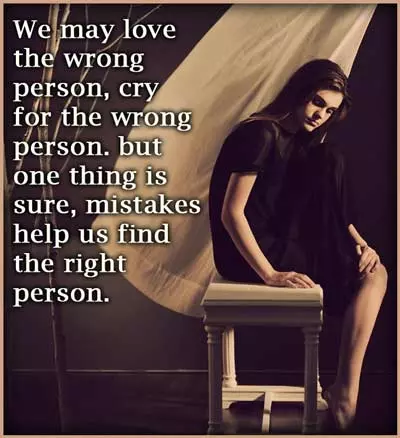 We may love
the wrong
person, cry
for the wrong
person. but
one thing is
sure, mistakes
help us find
the right
person.